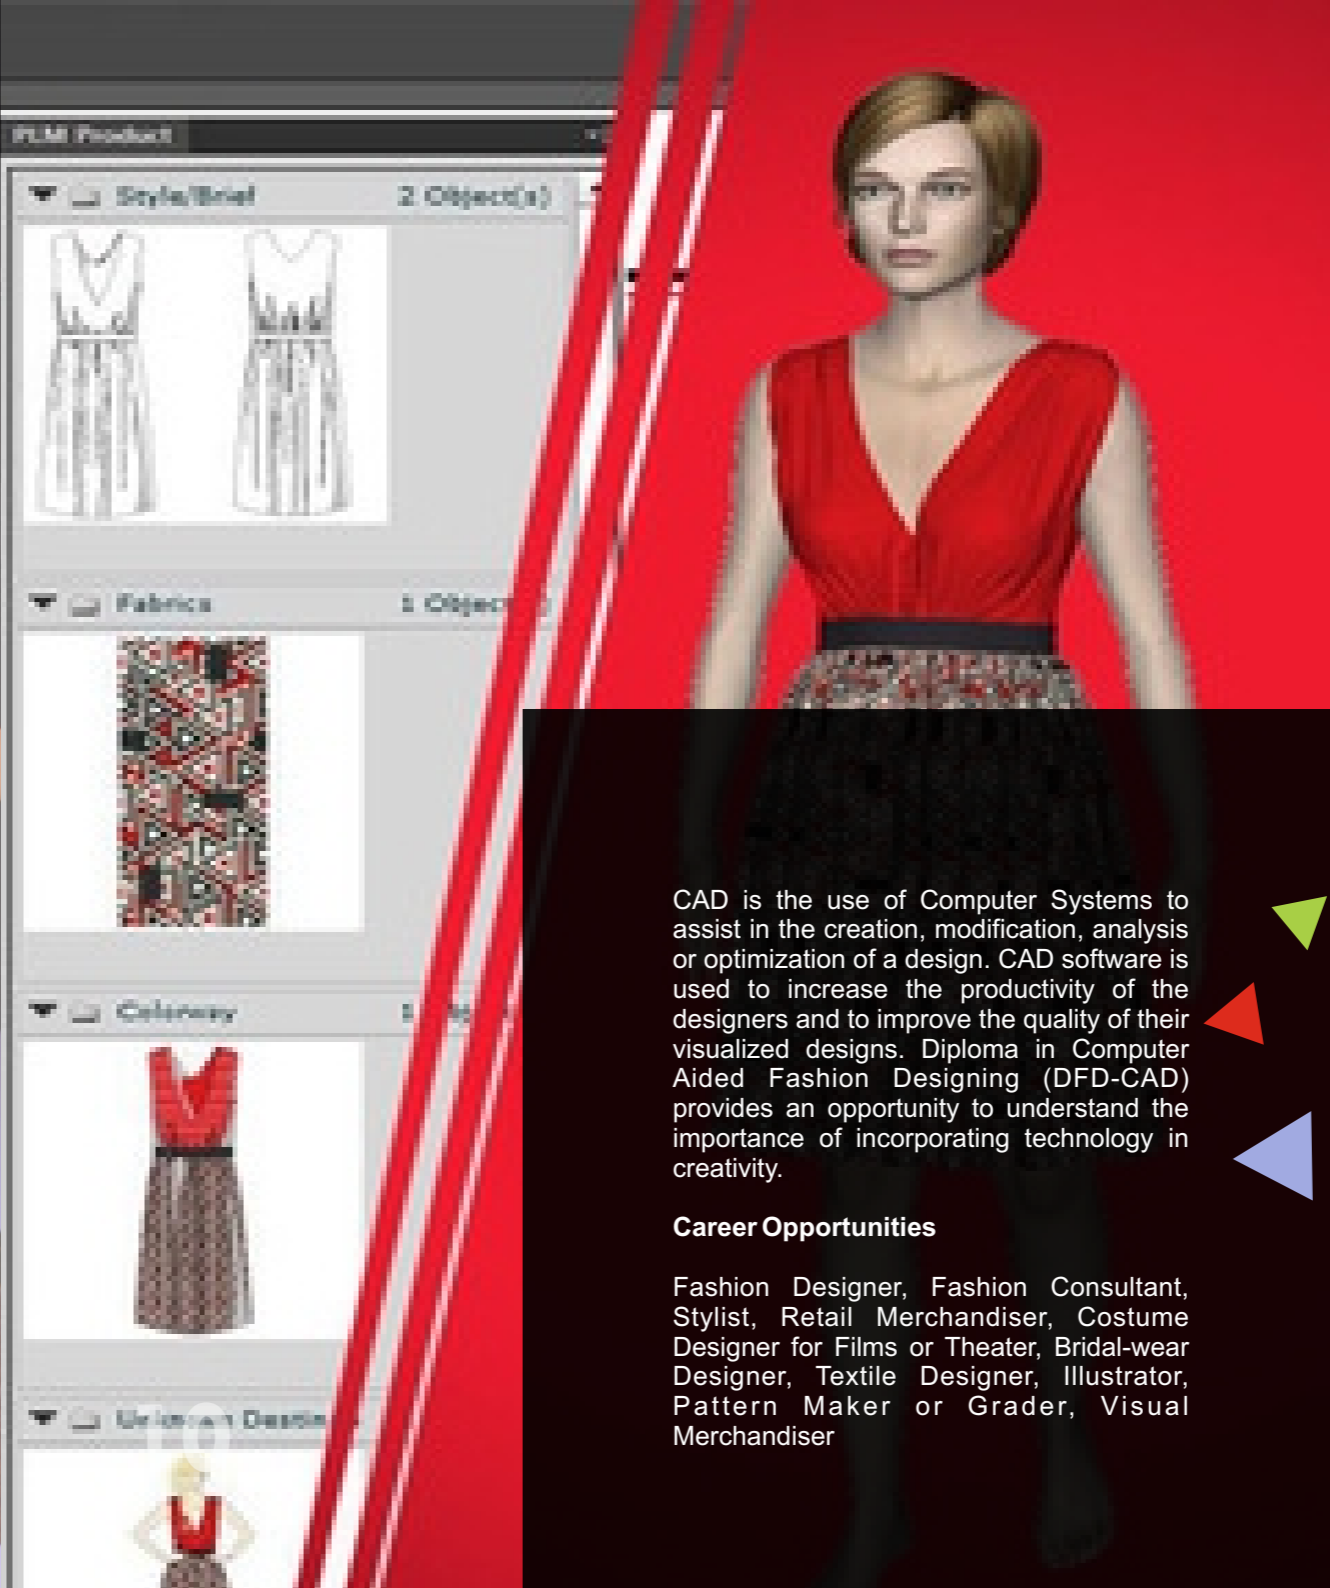 PLM Product
Style/Brief 2 Object(s)
Fabrics 1 Object
Colorway 1
10
CAD is the use of Computer Systems to
assist in the creation, modification, analysis
or optimization of a design. CAD software is
used to increase the productivity of the
designers and to improve the quality of their
visualized designs. Diploma in Computer
Aided Fashion Designing (DFD-CAD)
provides an opportunity to understand the
importance of incorporating technology in
creativity.
Career Opportunities
Fashion Designer, Fashion Consultant,
Stylist, Retail Merchandiser, Costume
Designer for Films or Theater, Bridal-wear
Designer, Textile Designer, Illustrator,
Pattern Maker or Grader, Visual
Merchandiser